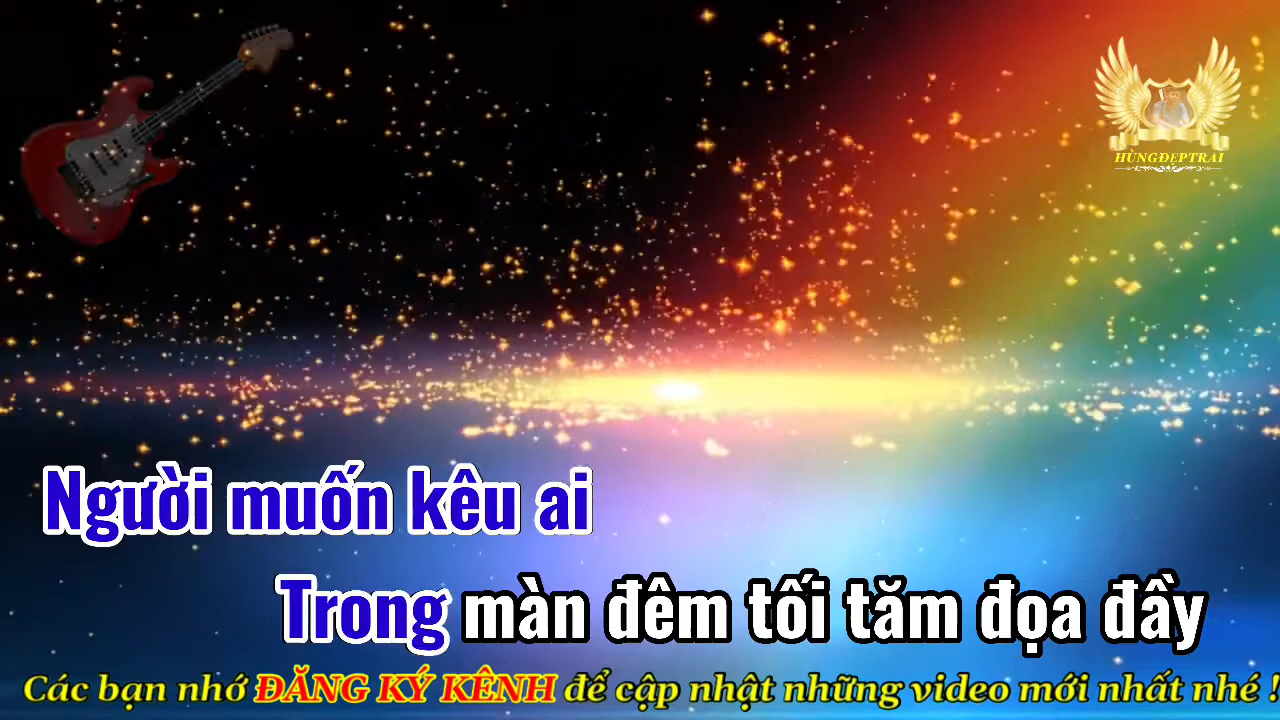 HÙNGĐẸPTRAI
Người muốn kêu ai
Trong màn đêm tối tăm đọa đầy
Các bạn nhớ ĐĂNG KÝ KÊNH để cập nhật những video mới nhất nhé !